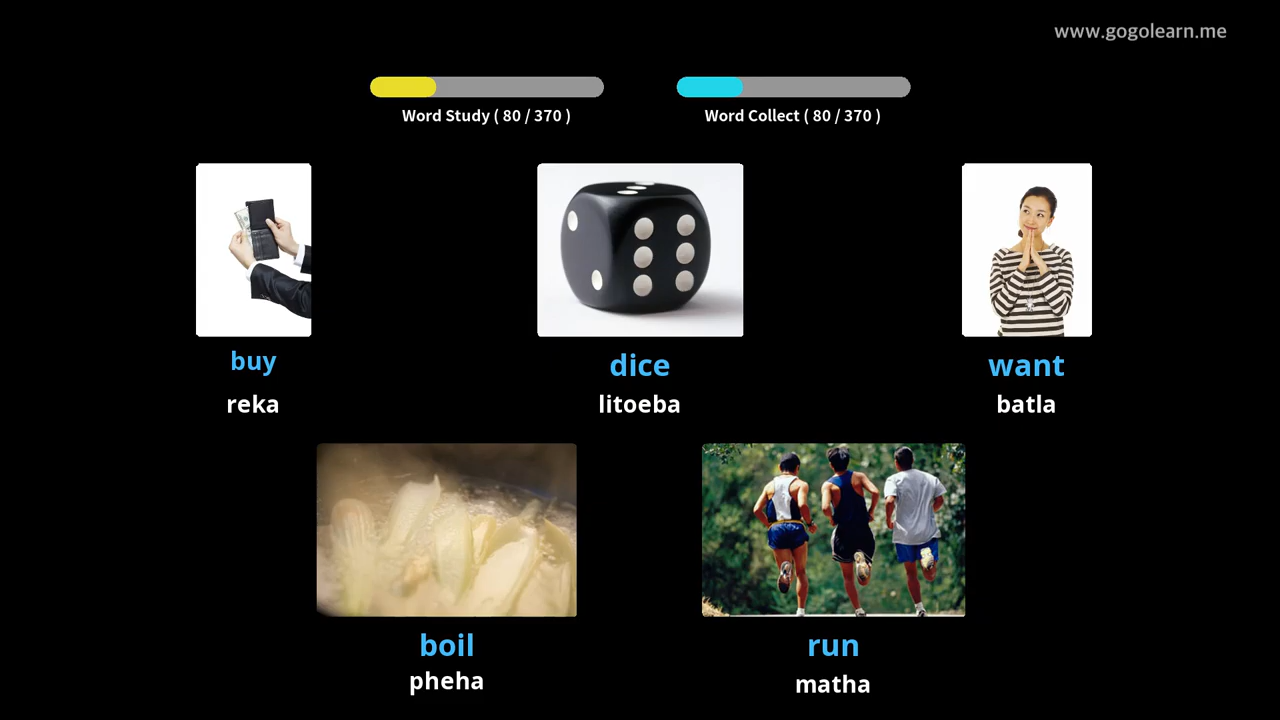 www.gogolearn.me
Word Study ( 80 / 370 )
Word Collect ( 80 / 370 )
buy
reka
dice
litoeba
want
batla
boil
pheha
run
matha